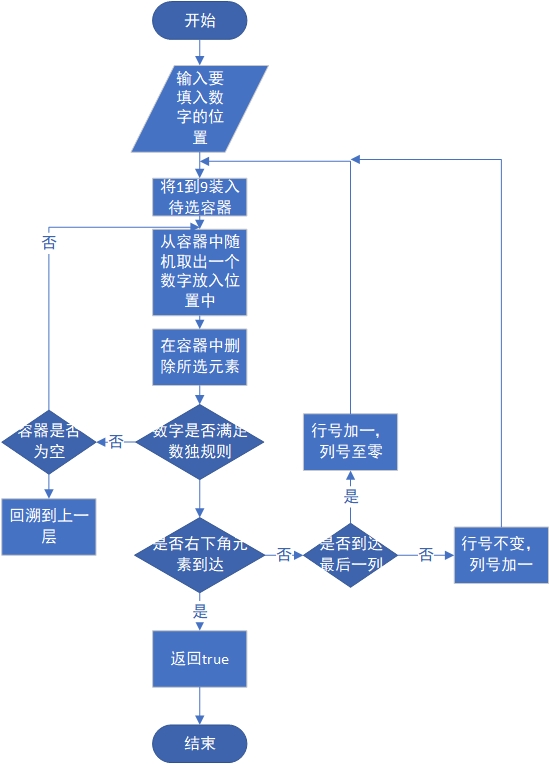 开始
输入要
填入数
字的位
置
将1到9装入
待选容器
否
从容器中随
机取出一个
数字放入位
置中
在容器中删
除所选元素
容器是否
为空
否
数字是否满足
数独规则
行号加一，
列号至零
是
回溯到上一
层
是否右下角元
素到达
否
是否到达
最后一列
否
行号不变，
列号加一
是
返回true
结束